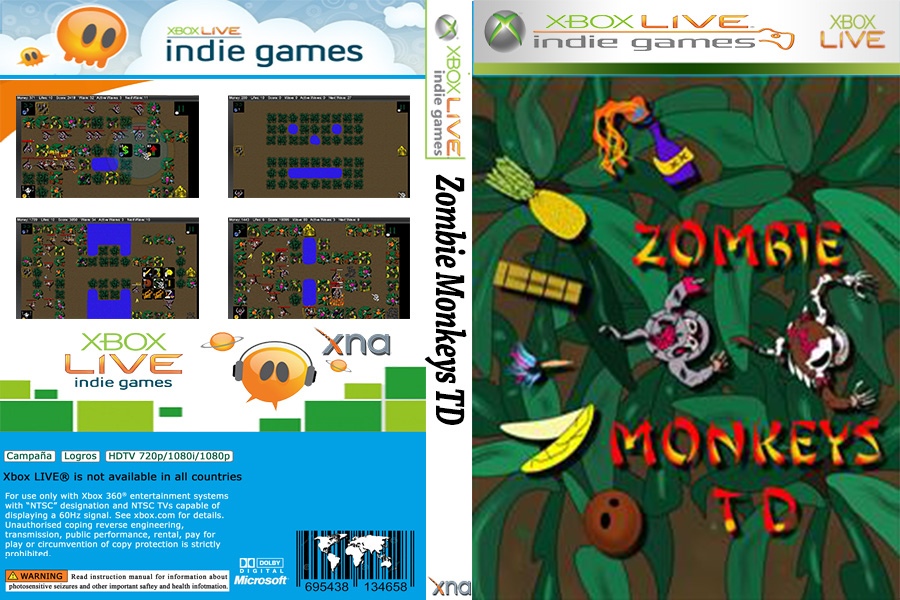 XBOX LIVE
indie games
XBOX LIVE
indie games
xna
Campaña Logros HDTV 720p/1080i/1080p
Xbox LIVE® is not available in all countries
For use only with Xbox 360® entertainment systems
with “NTSC” designation and NTSC TVs capable of
displaying a 60Hz signal. See xbox.com for details.
Unauthorised coping reverse engineering,
transmission, public performance, rental, pay for
play or circumvention of copy protection is strictly
prohibited.
WARNING Read instruction manual for information about
photosensitive seizures and other important saftey and health information.
DOLBY
DIGITAL
Microsoft
695438 134658
XBOX LIVE
indie games
Zombie Monkeys TD
xna
XBOX LIVE
indie games
XBOX
LIVE
ZOMBIE
MONKEYS
TD